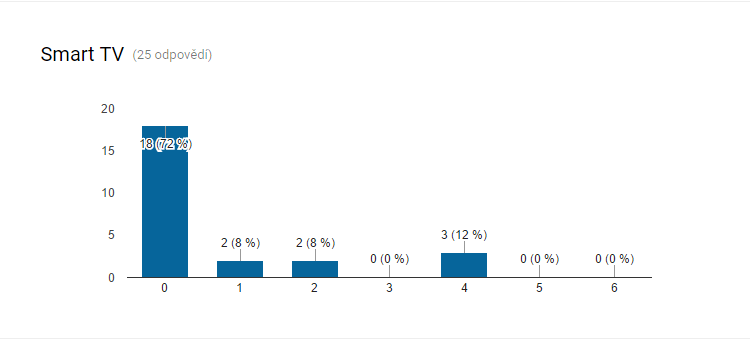 Smart TV (25 odpovědí)
20
15
10
5
0
18 (72 %)
2 (8 %)
2 (8 %)
0 (0 %)
3 (12 %)
0 (0 %)
0 (0 %)
0 1 2 3 4 5 6